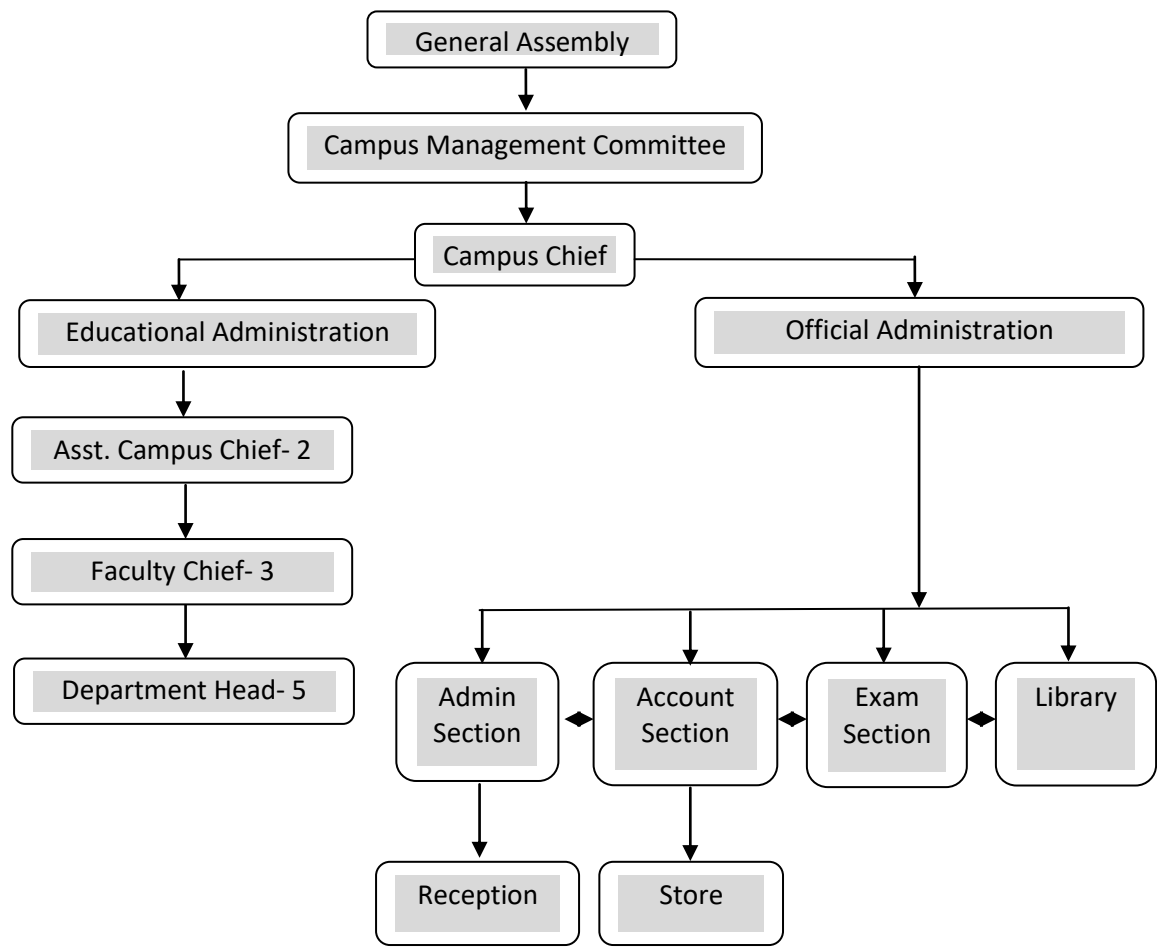 General Assembly
Campus Management Committee
Campus Chief
Educational Administration
Official Administration
Asst. Campus Chief- 2
Faculty Chief- 3
Department Head- 5
Admin
Section
Account
Section
Exam
Section
Library
Reception
Store